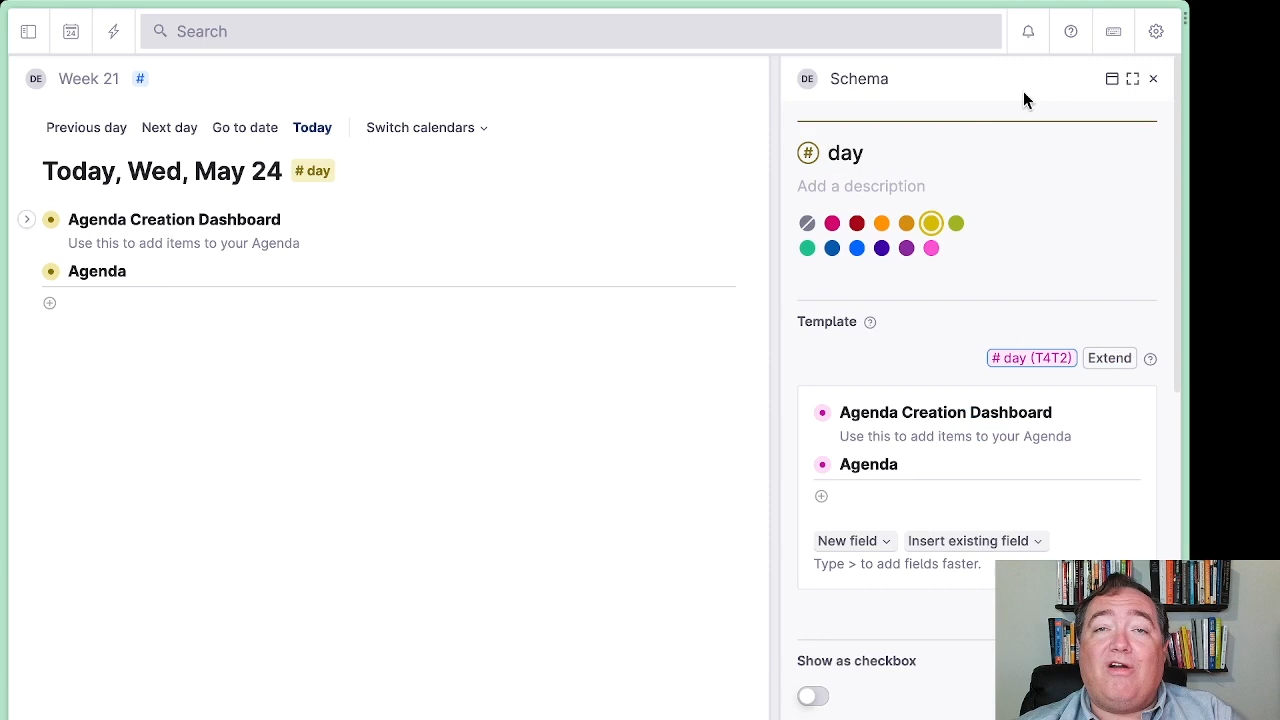 24
Search
DE Week 21 #
Previous day Next day Go to date Today Switch calendars
Today, Wed, May 24 # day
Agenda Creation Dashboard
Use this to add items to your Agenda
Agenda
DE Schema
# day
Add a description
Template
# day (T4T2) Extend
Agenda Creation Dashboard
Use this to add items to your Agenda
Agenda
New field Insert existing field
Type > to add fields faster.
Show as checkbox